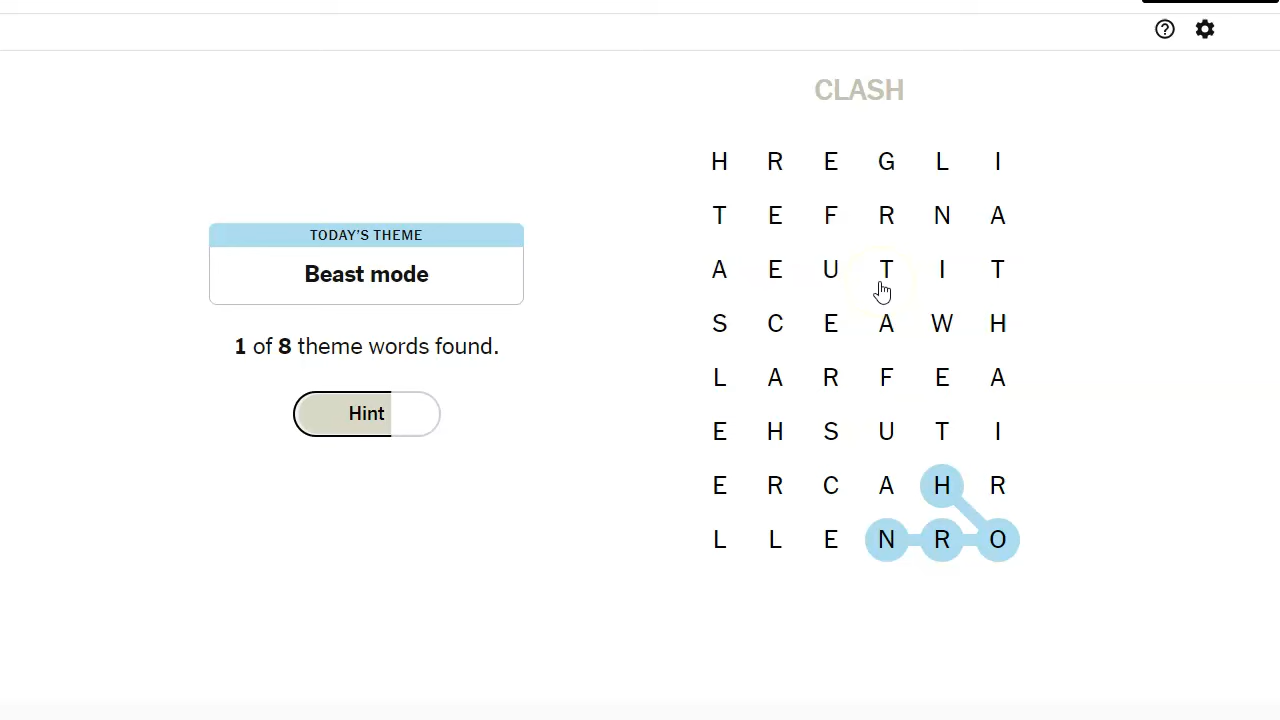 CLASH
H R E G L I
T E F R N A
TODAY'S THEME
Beast mode
A E U T I T
S C E A W H
1 of 8 theme words found.
L A R F E A
Hint
E H S U T I
E R C A H R
L L E N R O